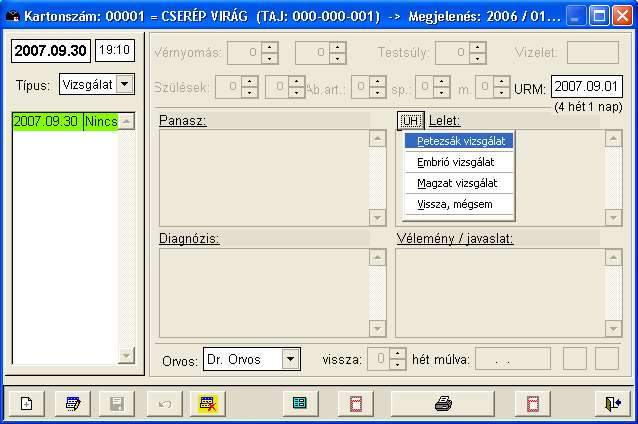 Kartonszám: 00001 = CSERÉP VIRÁG (TAJ: 000-000-001) -> Megjelenés: 2006 / 01...
2007.09.30 19:10
Vérnyomás: 0 0 Testsúly: 0 Vizelet:
Típus: Vizsgálat
Szülések: 0 0 Ab.art.: 0 sp.: 0 m. 0 URM: 2007.09.01
(4 hét 1 nap)
2007.09.30 Nincs
Panasz: UH Lelet:
Petezsák vizsgálat
Embrió vizsgálat
Magzat vizsgálat
Vissza, mégsem
Diagnózis: Vélemény / javaslat:
Orvos: Dr. Orvos vissza: 0 hét múlva: . .